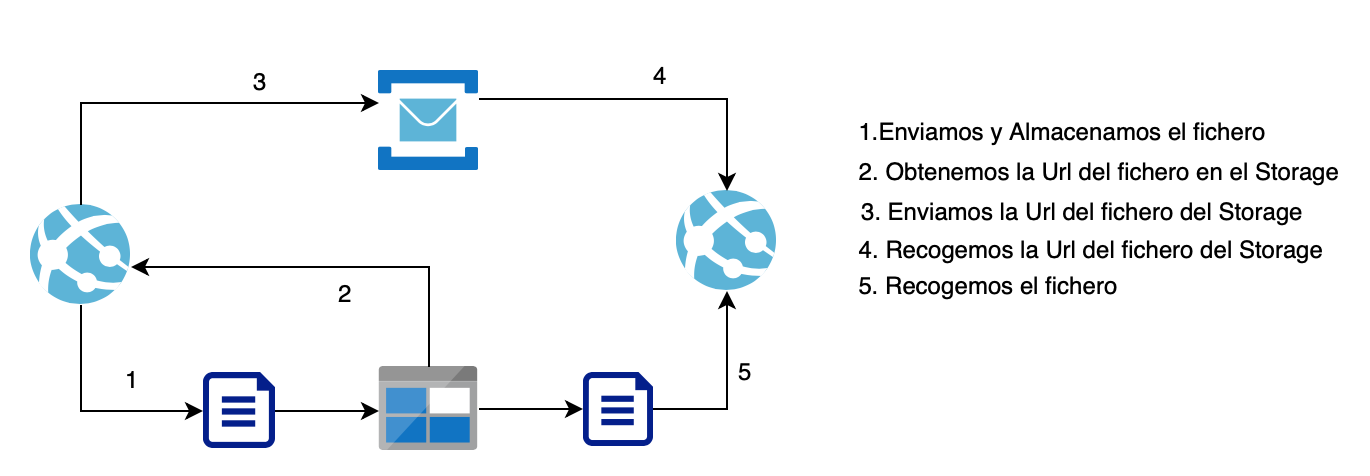 3
4
2
1
5
1.Enviamos y Almacenamos el fichero
2. Obtenemos la Url del fichero en el Storage
3. Enviamos la Url del fichero del Storage
4. Recogemos la Url del fichero del Storage
5. Recogemos el fichero